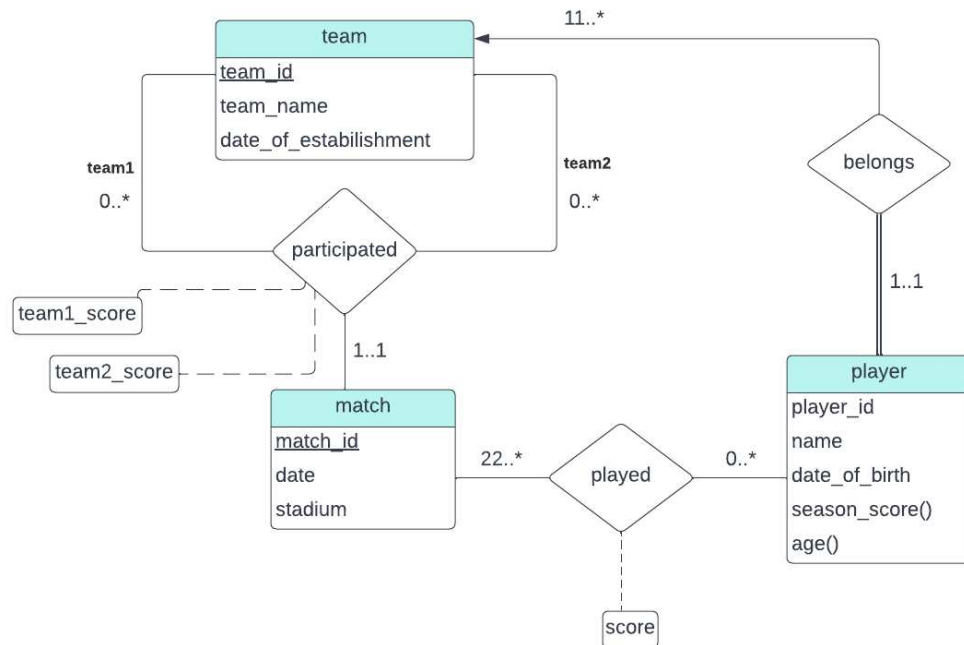 11..*
team
team_id
team_name
date_of_estabilishment
team1
0..*
team2
0..*
belongs
participated
1..1
team1_score
team2_score
1..1
player
player_id
name
date_of_birth
season_score()
age()
match
match_id
date
stadium
22..*
played
0..*
score